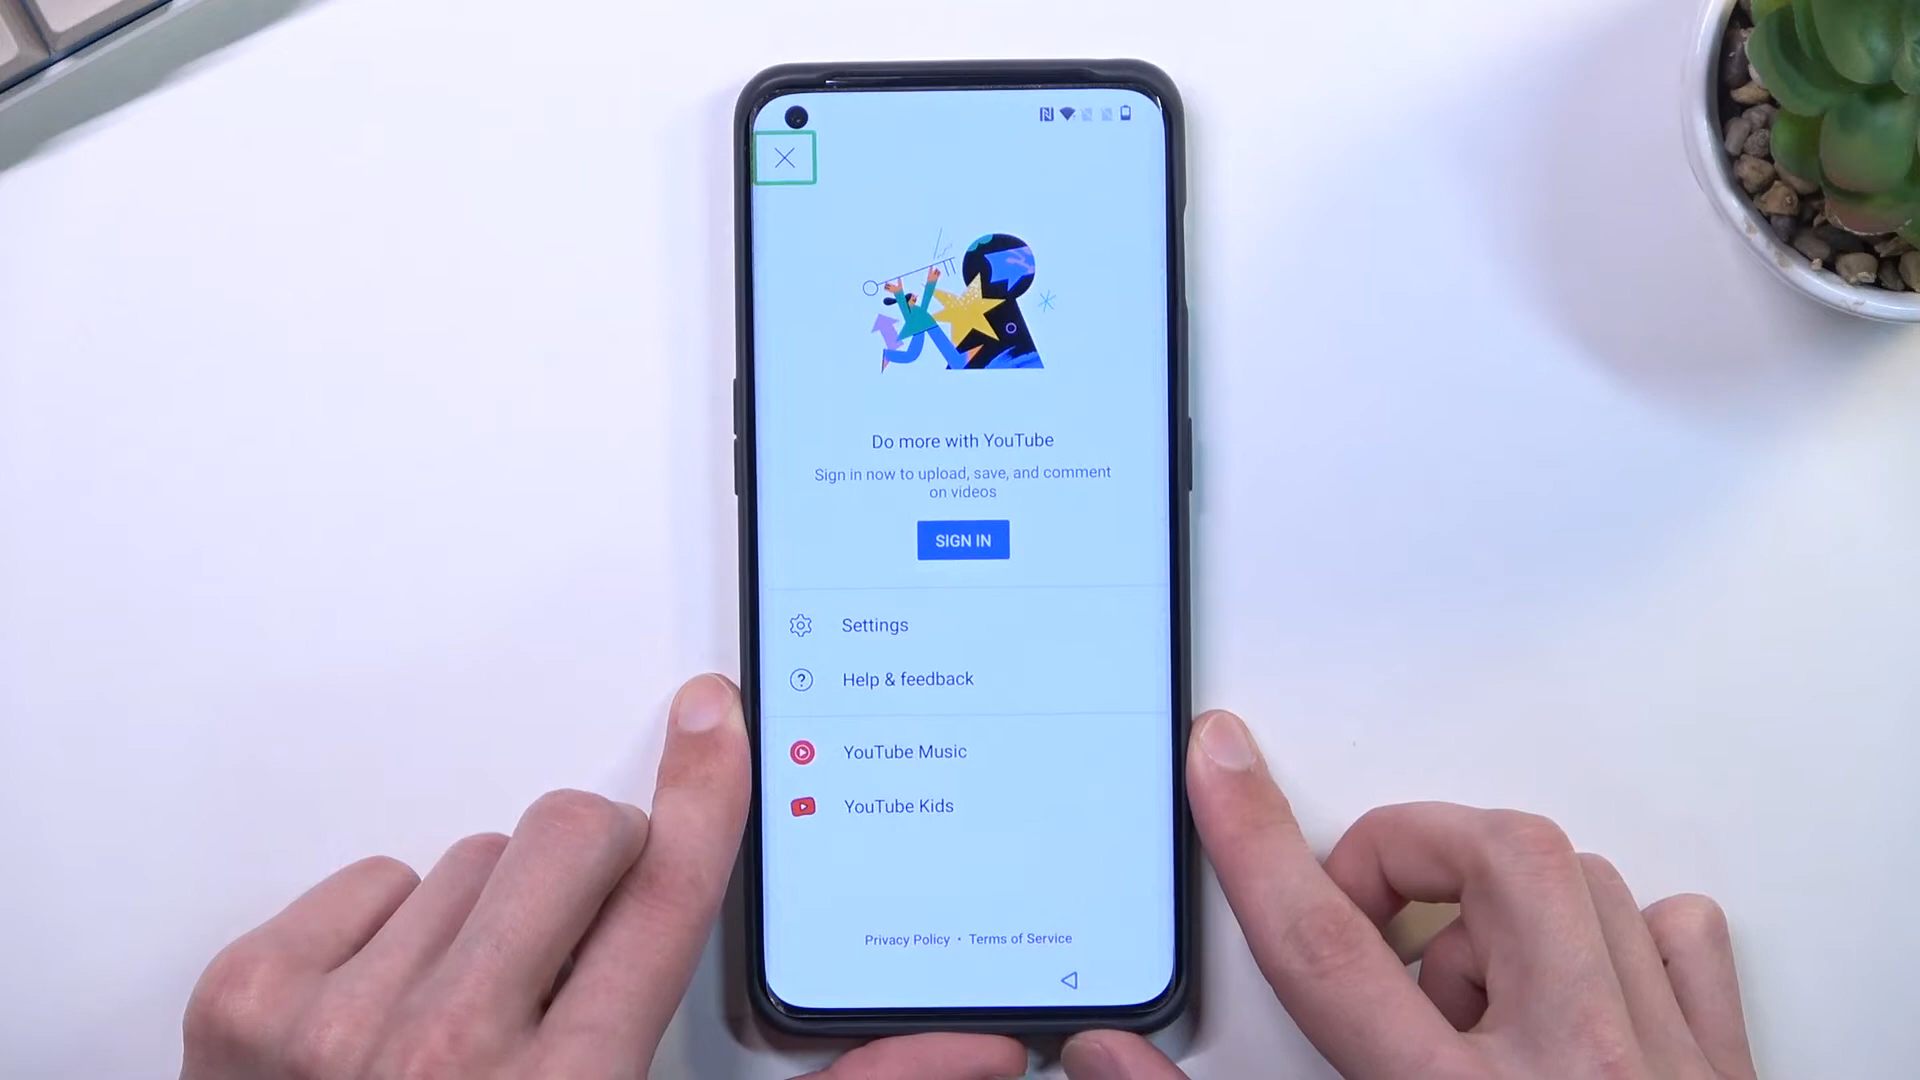 Do more with YouTube
Sign in now to upload, save, and comment
on videos
SIGN IN
Settings
Help & feedback
YouTube Music
YouTube Kids
Privacy Policy • Terms of Service